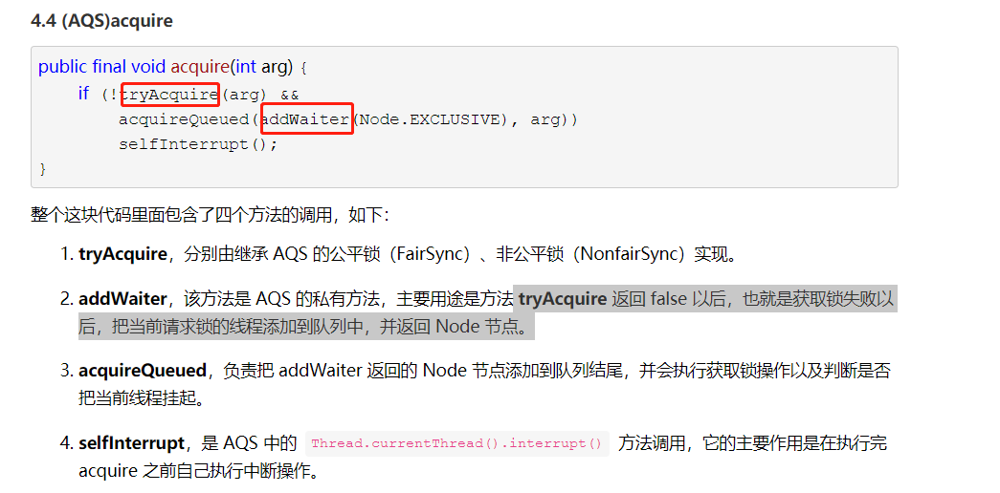 4.4 (AQS)acquire
public final void acquire(int arg) {
if (!tryAcquire(arg) &&
acquireQueued(addWaiter(Node.EXCLUSIVE), arg))
selfInterrupt();
}
整个这块代码里面包含了四个方法的调用，如下：
1. tryAcquire，分别由继承 AQS 的公平锁（FairSync）、非公平锁（NonfairSync）实现。
2. addWaiter，该方法是 AQS 的私有方法，主要用途是方法 tryAcquire 返回 false 以后，也就是获取锁失败以
后，把当前请求锁的线程添加到队列中，并返回 Node 节点。
3. acquireQueued，负责把 addWaiter 返回的 Node 节点添加到队列结尾，并会执行获取锁操作以及判断是否
把当前线程挂起。
4. selfInterrupt，是 AQS 中的 Thread.currentThread().interrupt() 方法调用，它的主要作用是在执行完
acquire 之前自己执行中断操作。